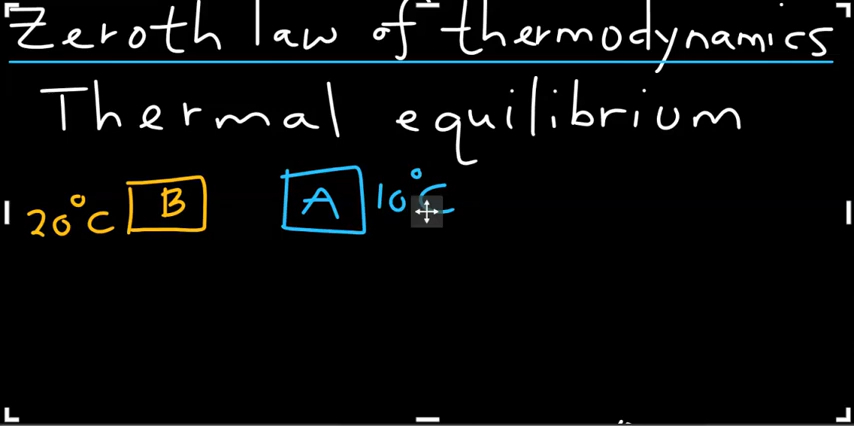 Zeroth law of thermodynamics
Thermal equilibrium
20°C B A 10°C